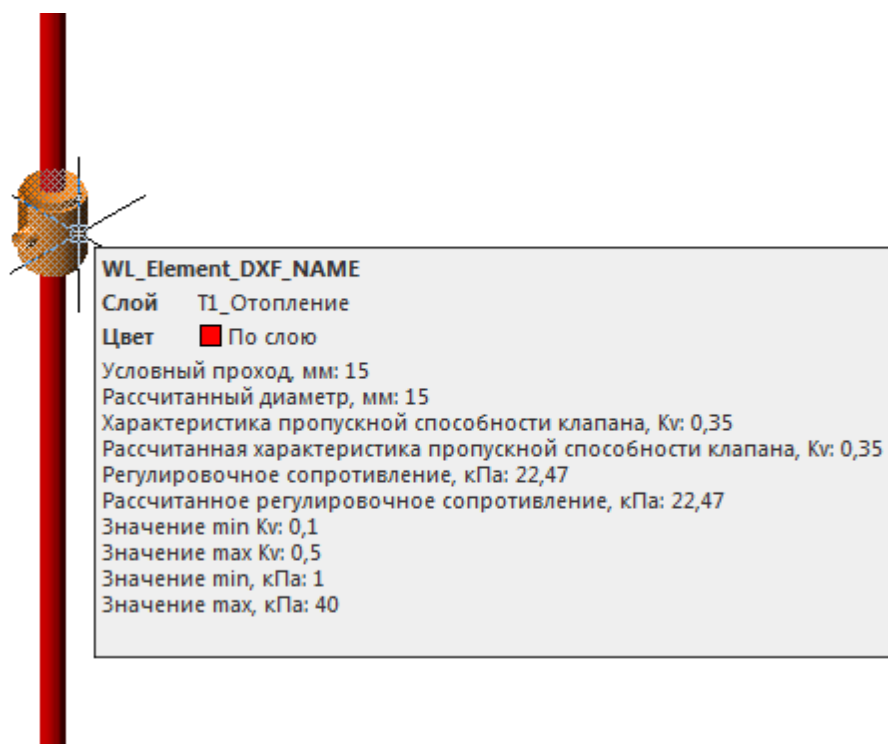 WL_Element_DXF_NAME
Слой T1_Отопление
Цвет По слою
Условный проход, мм: 15
Рассчитанный диаметр, мм: 15
Характеристика пропускной способности клапана, Kv: 0,35
Рассчитанная характеристика пропускной способности клапана, Kv: 0,35
Регулировочное сопротивление, кПа: 22,47
Рассчитанное регулировочное сопротивление, кПа: 22,47
Значение min Kv: 0,1
Значение max Kv: 0,5
Значение min, кПа: 1
Значение max, кПа: 40